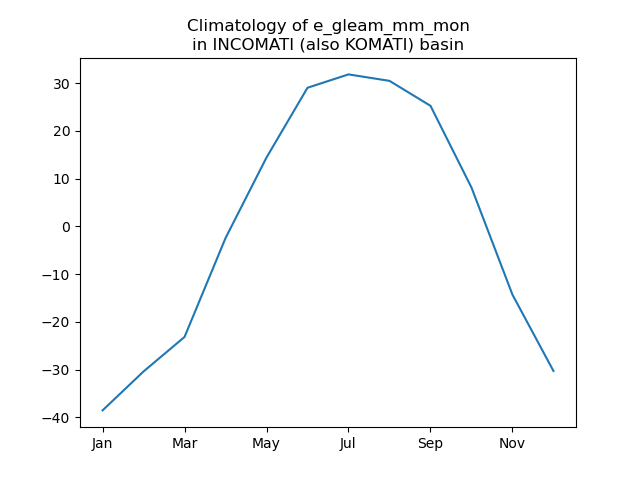 Climatology of e_gleam_mm_mon
in INCOMATI (also KOMATI) basin
30
20
10
0
−10
−20
−30
−40
Jan
Mar
May
Jul
Sep
Nov